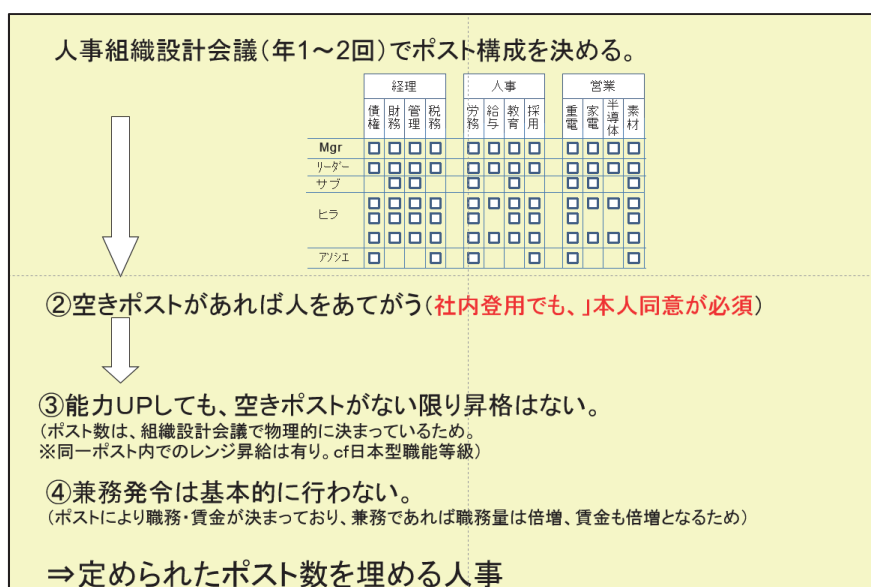 人事組織設計会議(年1～2回)でポスト構成を決める。
経理 人事 営業
債権 財務 管理 税務 労務 給与 教育 採用 重電 家電 半導体 素材
Mgr
リーダー
サブ
ヒラ
アソシエ
②空きポストがあれば人をあてがう(社内登用でも、」本人同意が必須)
③能力UPしても、空きポストがない限り昇格はない。
(ポスト数は、組織設計会議で物理的に決まっているため。
※同一ポスト内でのレンジ昇給は有り。cf日本型職能等級)
④兼務発令は基本的に行わない。
(ポストにより職務・賃金が決まっており、兼務であれば職務量は倍増、賃金も倍増となるため)
⇒定められたポスト数を埋める人事